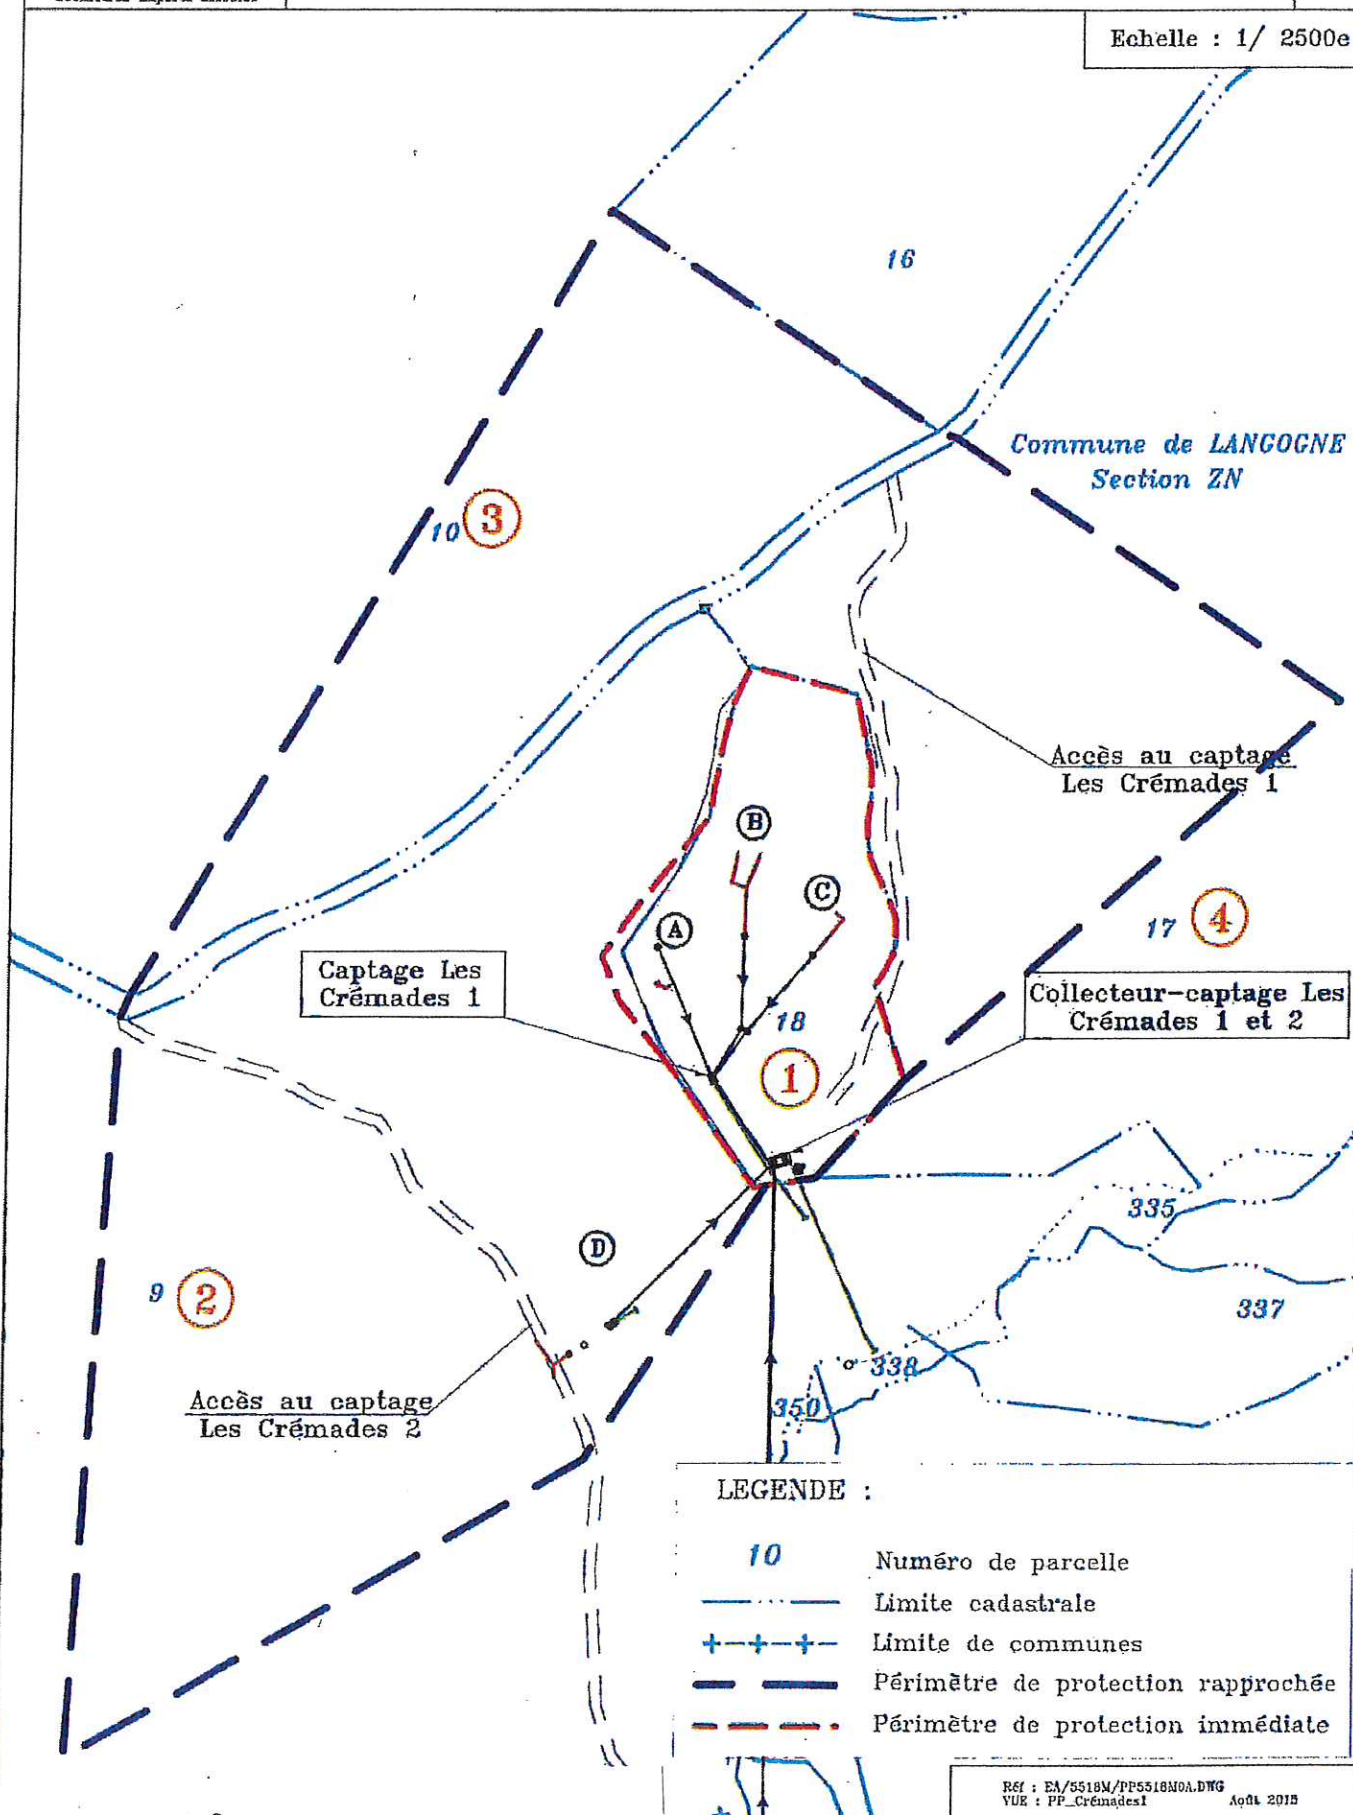 Echelle : 1/ 2500e
16
Commune de LANGOGNE
Section ZN
10 3
Accès au captage
Les Crémades 1
B
C
A
17 4
Captage Les
Crémades 1
Collecteur-captage Les
Crémades 1 et 2
18
1
335
D
9 2
337
338
350
Accès au captage
Les Crémades 2
LEGENDE :
10 Numéro de parcelle
Limite cadastrale
Limite de communes
Périmètre de protection rapprochée
Périmètre de protection immédiate
Réf : EA/5518M/PP5518M0A.DWG
VUE : PP_Crémades1 Août 2015